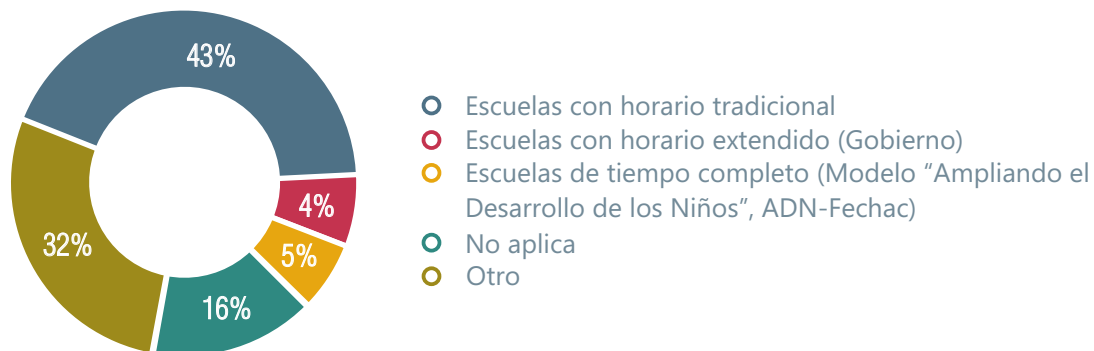 43%
4%
5%
16%
32%
Escuelas con horario tradicional
Escuelas con horario extendido (Gobierno)
Escuelas de tiempo completo (Modelo “Ampliando el
Desarrollo de los Niños”, ADN-Fechac)
No aplica
Otro